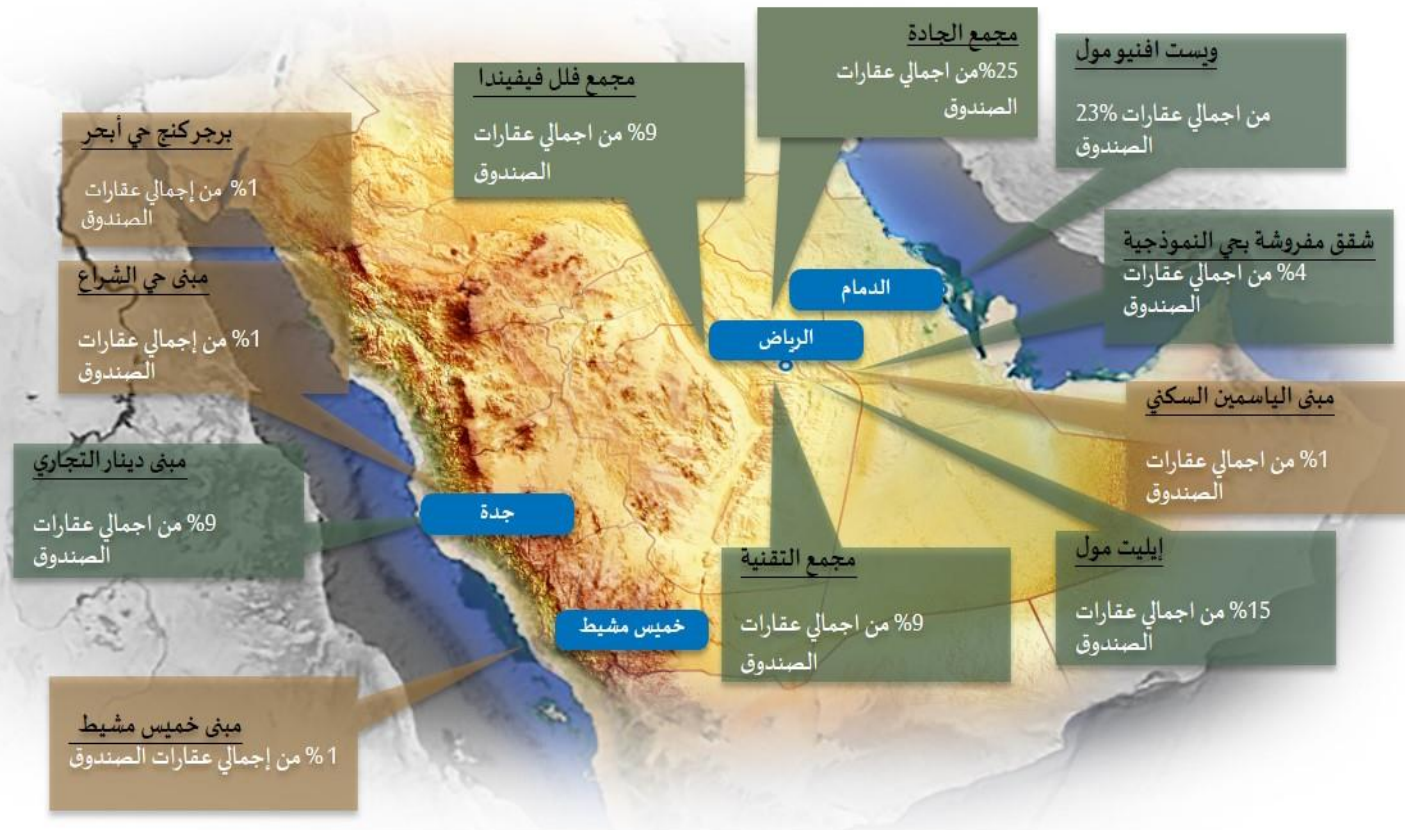 مجمع الجادة
%25من اجمالي عقارات
الصندوق
ويست افنيو مول
من اجمالي عقارات %23
الصندوق
مجمع فلل فيفيندا
%9 من اجمالي عقارات
الصندوق
برجر كنج حي أبحر
%1 من إجمالي عقارات
الصندوق
شقق مفروشة بحي النموذجية
%4 من اجمالي عقارات
الصندوق
مبنى حي الشراع
%1 من إجمالي عقارات
الصندوق
الدمام
الرياض
مبنى الياسمين السكني
%1 من اجمالي عقارات
الصندوق
مبنى دينار التجاري
%9 من اجمالي عقارات
الصندوق
جدة
إيليت مول
%15 من اجمالي عقارات
الصندوق
مجمع التقنية
%9 من اجمالي عقارات
الصندوق
خميس مشيط
مبنى خميس مشيط
%1 من إجمالي عقارات الصندوق